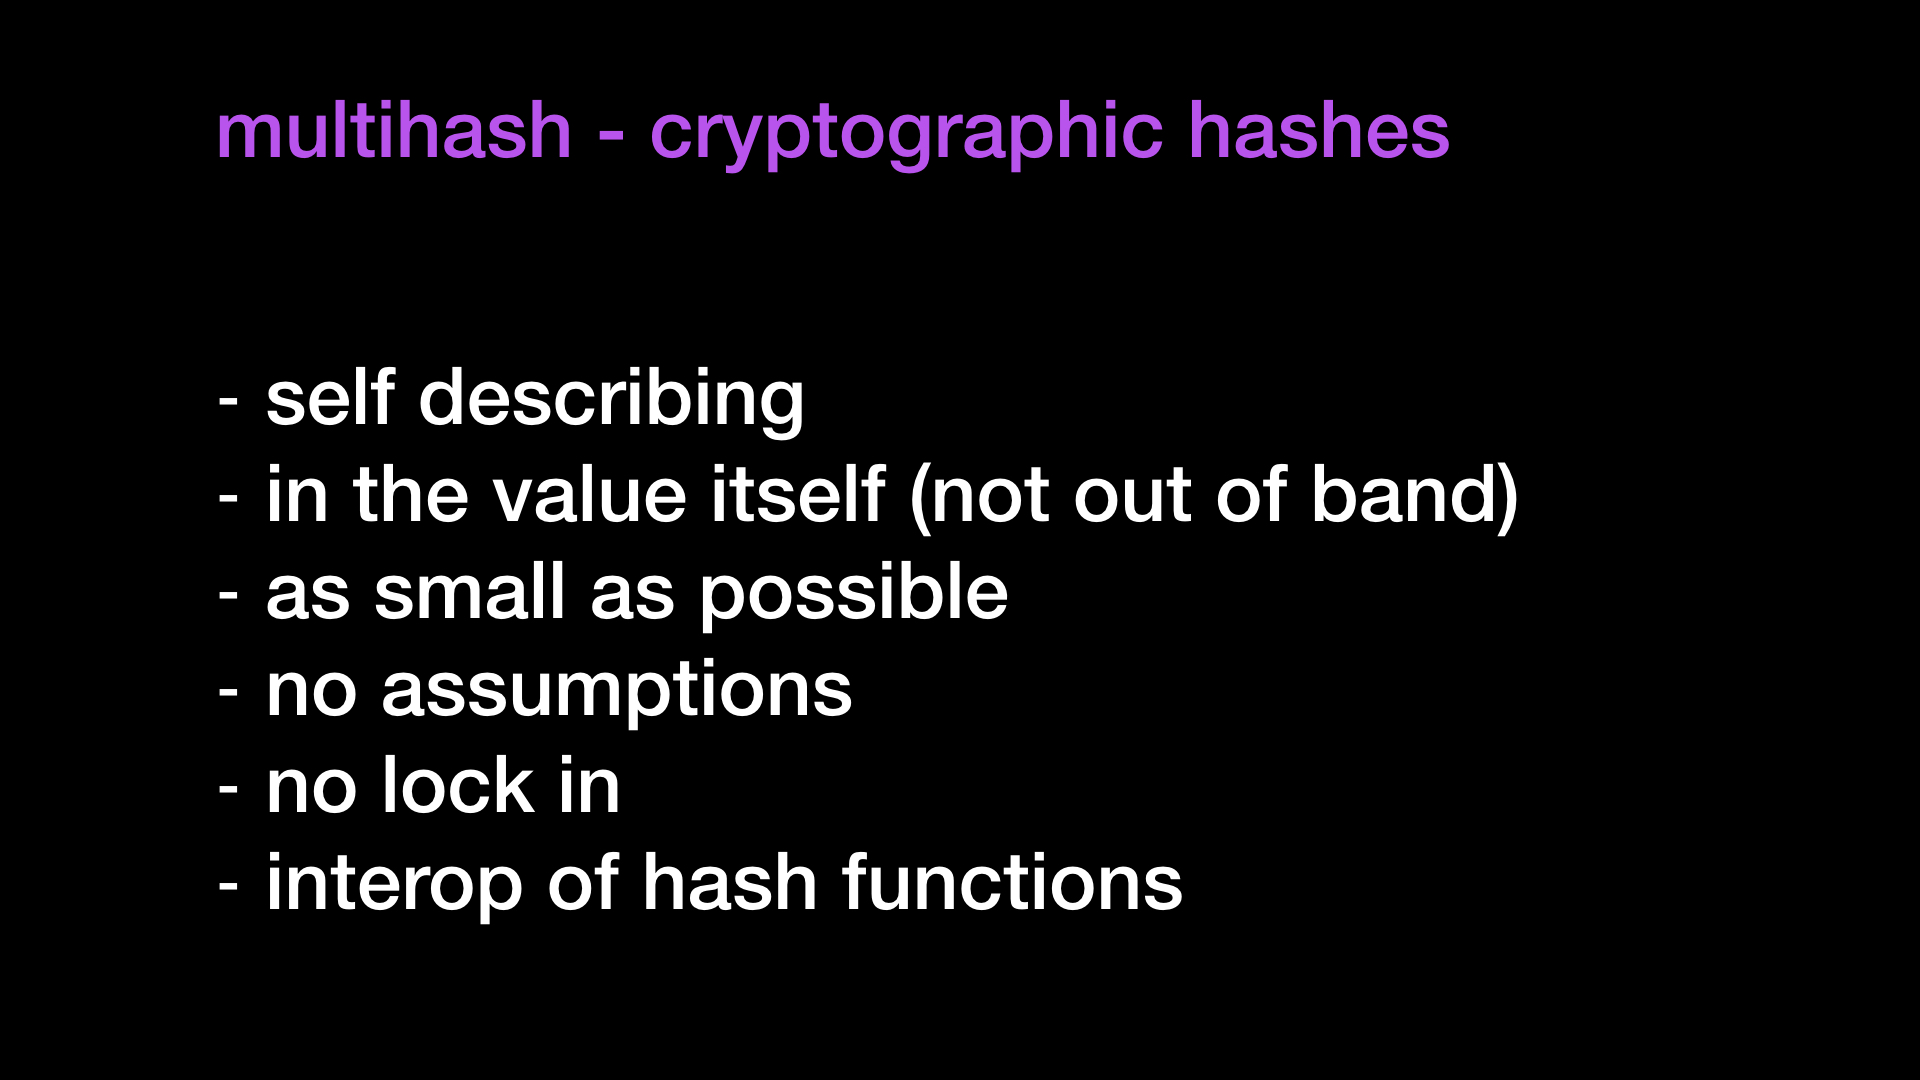 multihash - cryptographic hashes
- self describing
- in the value itself (not out of band)
- as small as possible
- no assumptions
- no lock in
- interop of hash functions